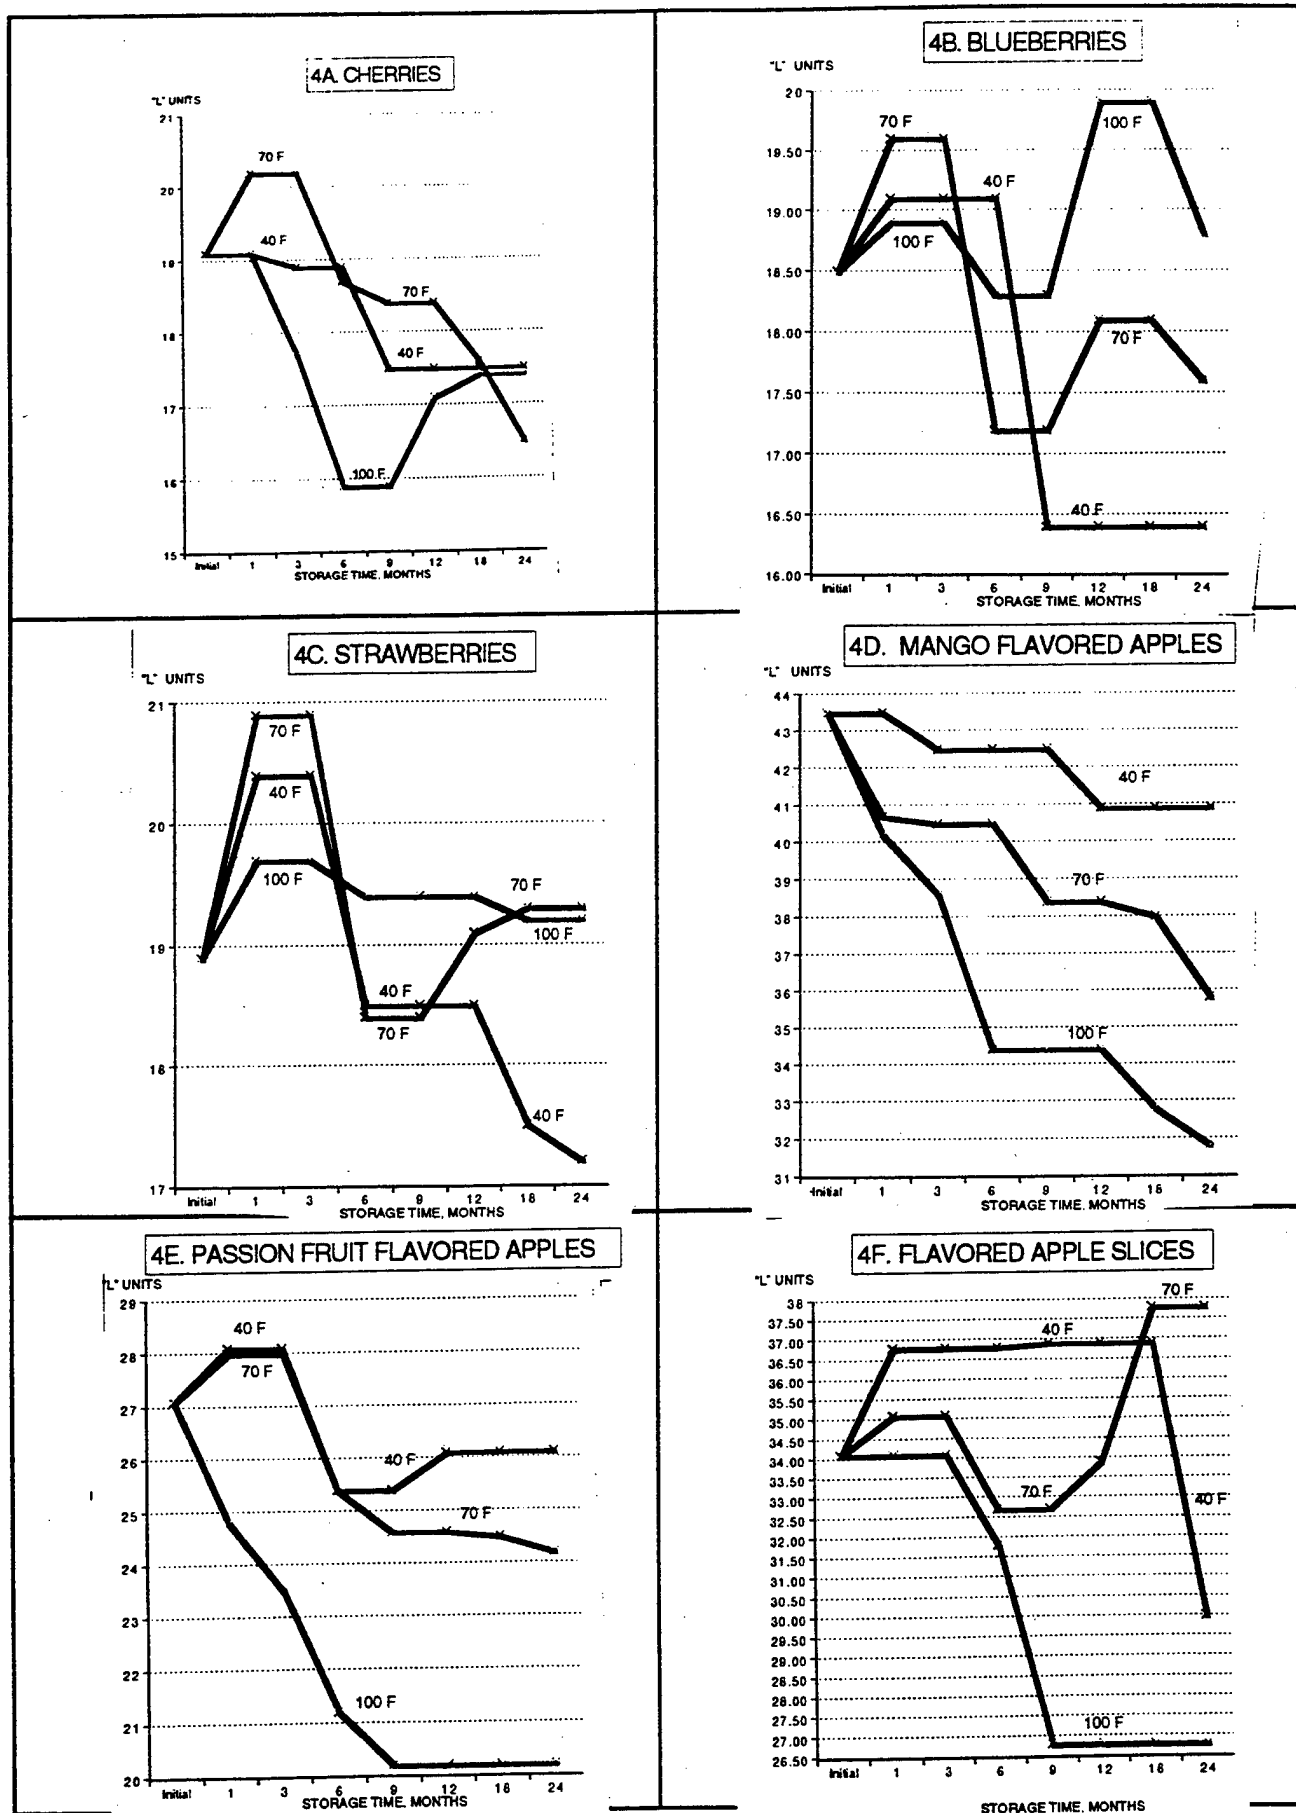 4A. CHERRIES
"L" UNITS
21
20
19
18
17
16
15
70 F
40 F
70 F
40 F
100 F
Initial 1 3 6 9 12 18 24
STORAGE TIME, MONTHS
4B. BLUEBERRIES
"L" UNITS
20
19.50
19.00
18.50
18.00
17.50
17.00
16.50
16.00
70 F
100 F
40 F
100 F
70 F
40 F
Initial 1 3 6 9 12 18 24
STORAGE TIME, MONTHS
4C. STRAWBERRIES
"L" UNITS
21
20
19
18
17
70 F
40 F
100 F
70 F
100 F
40 F
70 F
40 F
Initial 1 3 6 9 12 18 24
STORAGE TIME, MONTHS
4D. MANGO FLAVORED APPLES
"L" UNITS
44
43
42
41
40
39
38
37
36
35
34
33
32
31
40 F
70 F
100 F
Initial 1 3 6 9 12 18 24
STORAGE TIME, MONTHS
4E. PASSION FRUIT FLAVORED APPLES
"L" UNITS
29
28
27
26
25
24
23
22
21
20
40 F
70 F
40 F
70 F
100 F
Initial 1 3 6 9 12 18 24
STORAGE TIME, MONTHS
4F. FLAVORED APPLE SLICES
"L" UNITS
38
37.50
37.00
36.50
36.00
35.50
35.00
34.50
34.00
33.50
33.00
32.50
32.00
31.50
31.00
30.50
30.00
29.50
29.00
28.50
28.00
27.50
27.00
26.50
70 F
40 F
70 F
40 F
100 F
Initial 1 3 6 9 12 18 24
STORAGE TIME, MONTHS